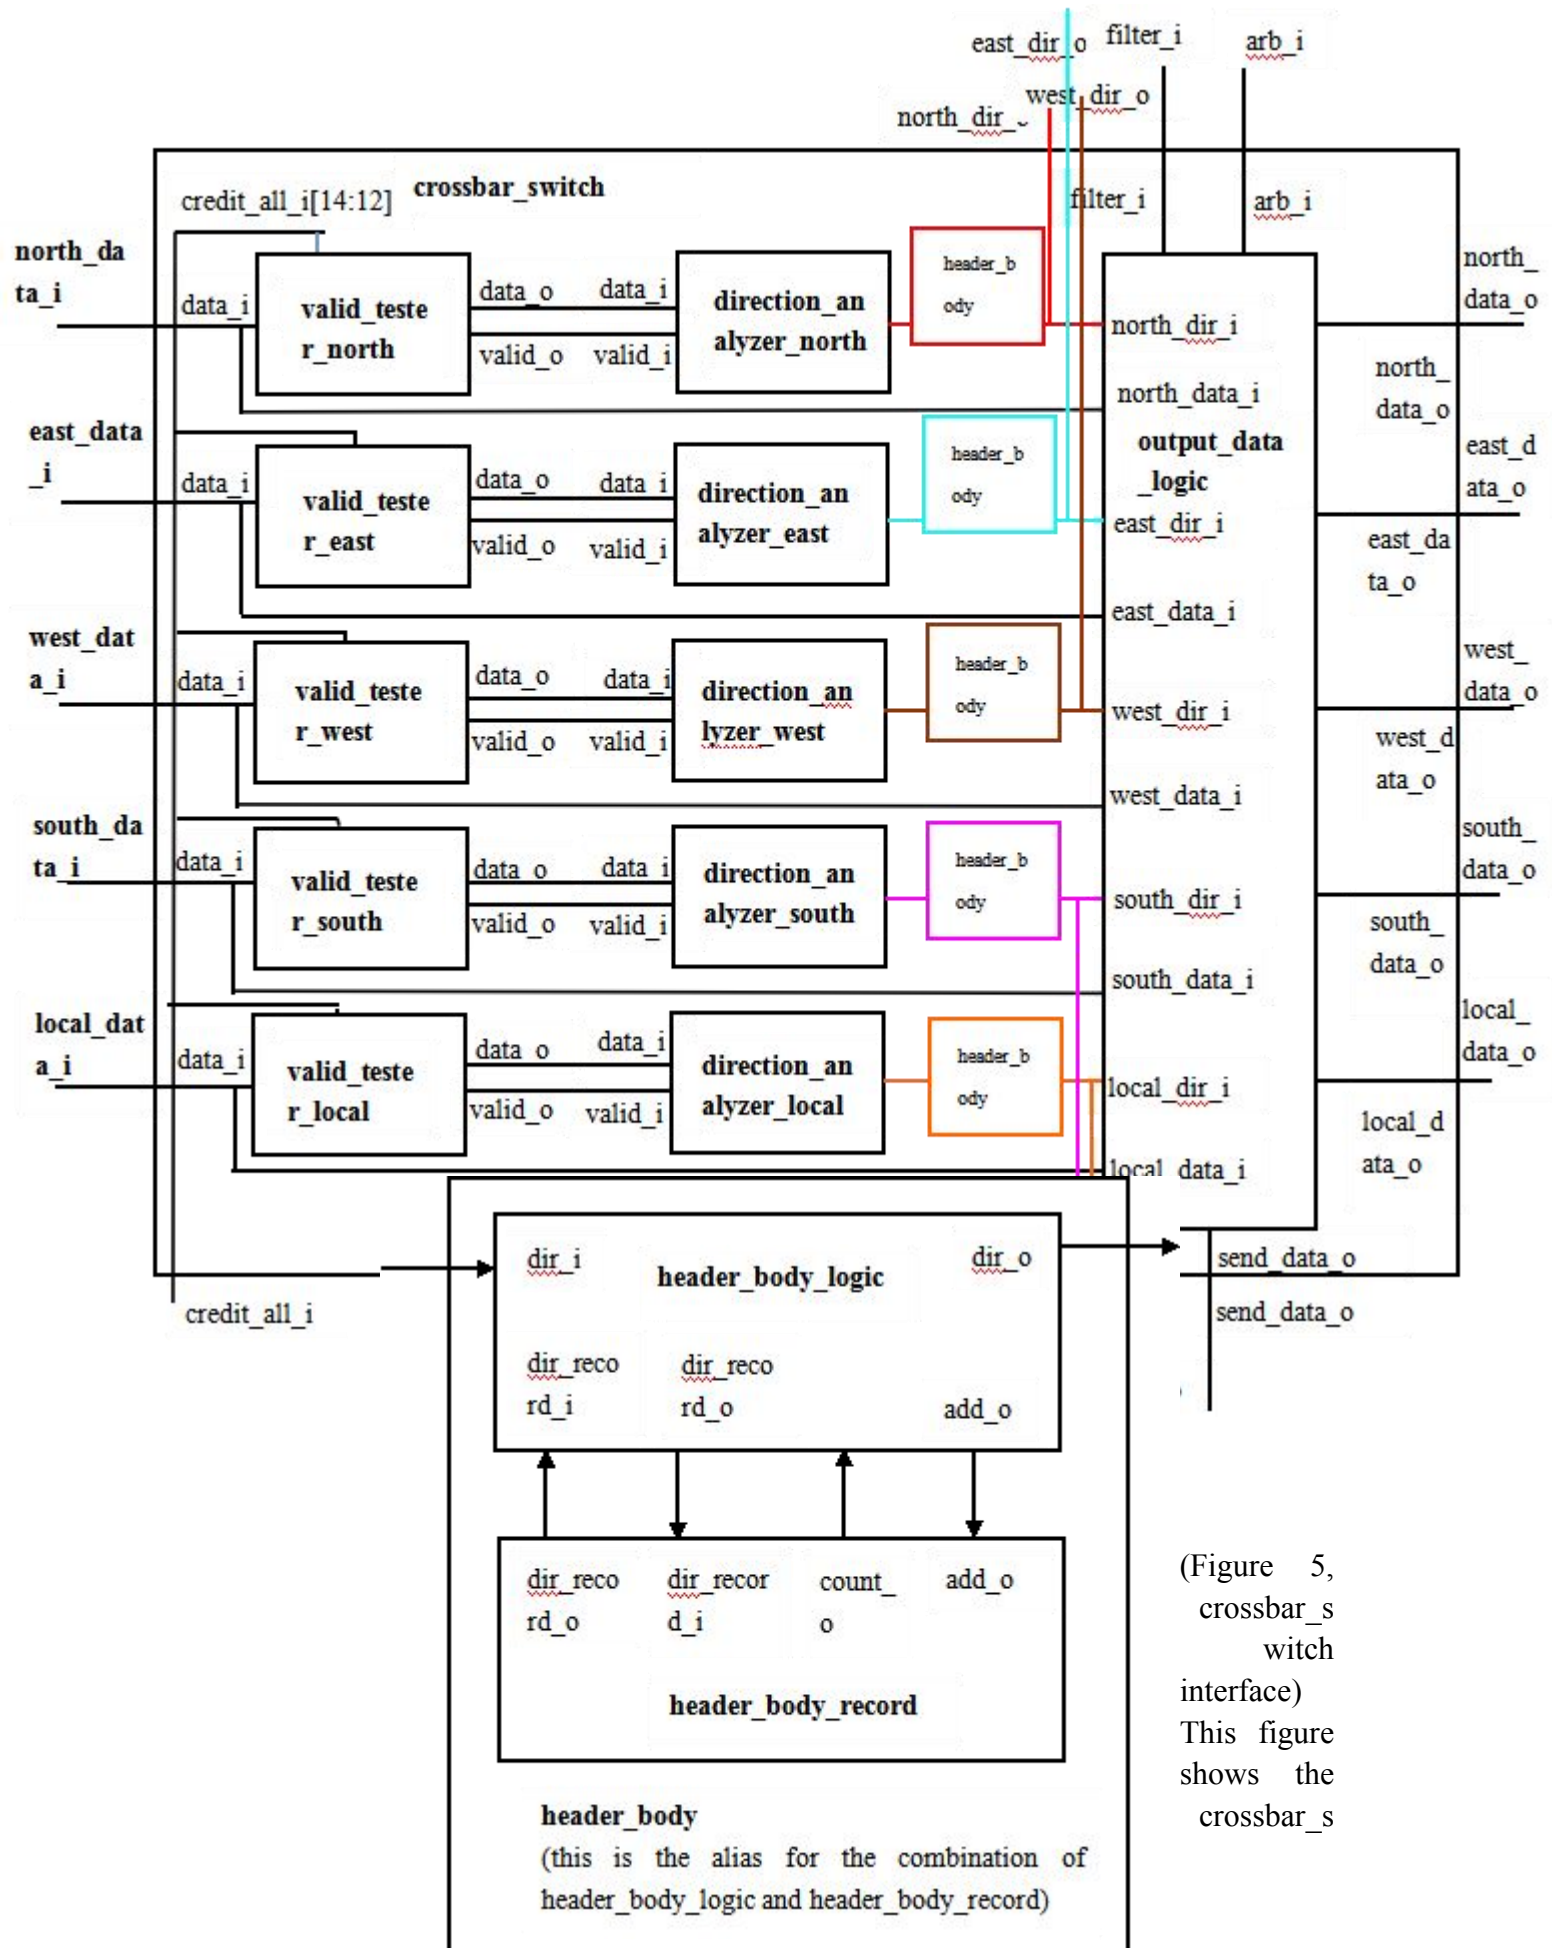 east_dir_o
filter_i
arb_i
west_dir_o
north_dir_
credit_all_i[14:12]
crossbar_switch
filter_i
arb_i
north_da
ta_i
data_i
valid_teste
r_north
data_o
data_i
valid_o
valid_i
direction_an
alyzer_north
header_b
ody
north_dir_i
north_
data_o
north_data_i
north_
data_o
east_data
_i
data_i
valid_teste
r_east
data_o
data_i
valid_o
valid_i
direction_an
alyzer_east
header_b
ody
output_data
_logic
east_dir_i
east_d
ata_o
east_da
ta_o
east_data_i
west_dat
a_i
data_i
valid_teste
r_west
data_o
data_i
valid_o
valid_i
direction_an
lyzer_west
header_b
ody
west_dir_i
west_
data_o
west_d
ata_o
west_data_i
south_da
ta_i
data_i
valid_teste
r_south
data_o
data_i
valid_o
valid_i
direction_an
alyzer_south
header_b
ody
south_dir_i
south_
data_o
south_
data_o
south_data_i
local_dat
a_i
data_i
valid_teste
r_local
data_o
data_i
valid_o
valid_i
direction_an
alyzer_local
header_b
ody
local_dir_i
local_
data_o
local_d
ata_o
local_data_i
credit_all_i
send_data_o
send_data_o
dir_i
header_body_logic
dir_o
dir_reco
rd_i
dir_reco
rd_o
add_o
dir_reco
rd_o
dir_recor
d_i
count_
o
add_o
header_body_record
header_body
(this is the alias for the combination of
header_body_logic and header_body_record)
(Figure 5,
crossbar_s
witch
interface)
This figure
shows the
crossbar_s